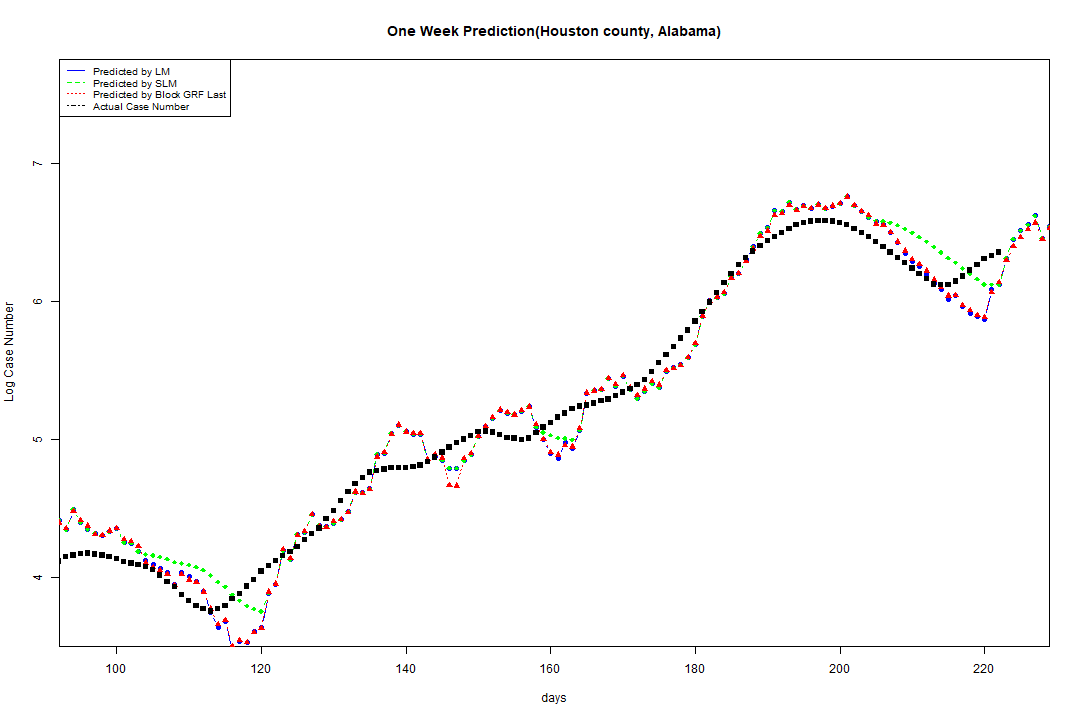 One Week Prediction(Houston county, Alabama)
Predicted by LM
Predicted by SLM
Predicted by Block GRF Last
Actual Case Number
7
6
5
4
Log Case Number
100 120 140 160 180 200 220
days